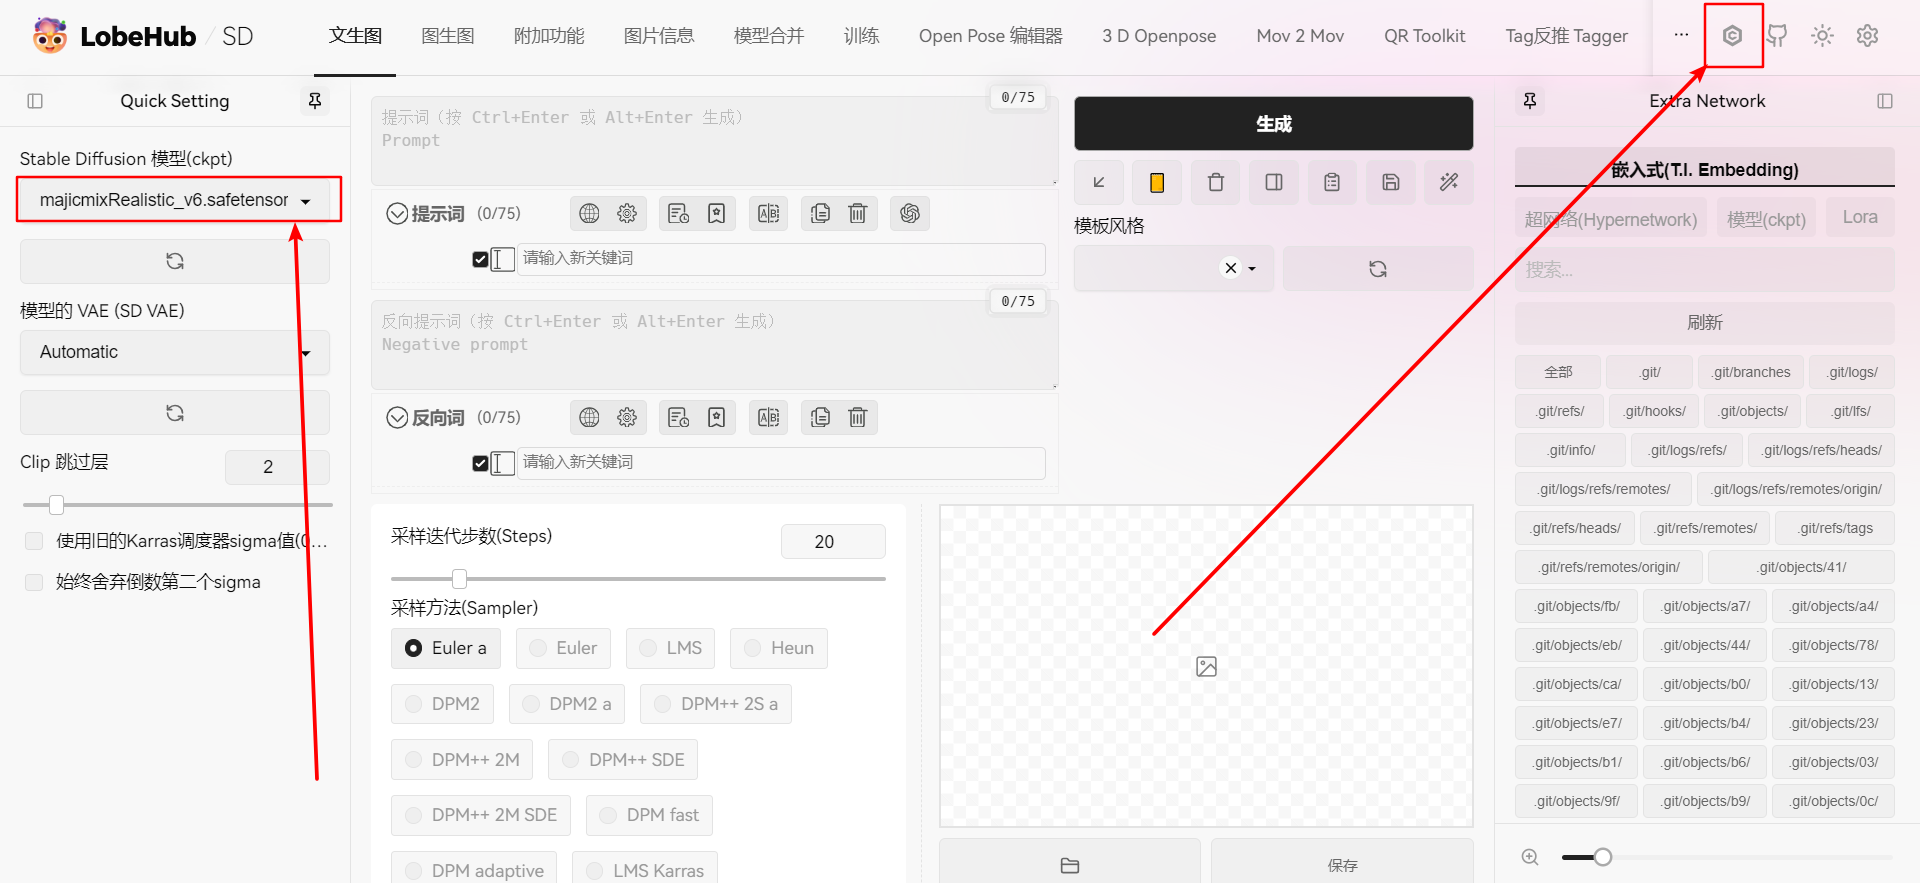 LobeHub / SD
文生图
图生图
附加功能
图片信息
模型合并
训练
Open Pose 编辑器
3 D Openpose
Mov 2 Mov
QR Toolkit
Tag反推 Tagger
...
Quick Setting
Stable Diffusion 模型(ckpt)
majicmixRealistic_v6.safetensor
模型的 VAE (SD VAE)
Automatic
Clip 跳过层
2
使用旧的Karras调度器sigma值(0...
始终舍弃倒数第二个sigma
0/75
提示词（按 Ctrl+Enter 或 Alt+Enter 生成）
Prompt
提示词 (0/75)
请输入新关键词
0/75
反向提示词（按 Ctrl+Enter 或 Alt+Enter 生成）
Negative prompt
反向词 (0/75)
请输入新关键词
生成
模板风格
采样迭代步数(Steps)
20
采样方法(Sampler)
Euler a
Euler
LMS
Heun
DPM2
DPM2 a
DPM++ 2S a
DPM++ 2M
DPM++ SDE
DPM++ 2M SDE
DPM fast
DPM adaptive
LMS Karras
保存
Extra Network
嵌入式(T.I. Embedding)
超网络(Hypernetwork)
模型(ckpt)
Lora
搜索...
刷新
全部
.git/
.git/branches
.git/logs/
.git/refs/
.git/hooks/
.git/objects/
.git/lfs/
.git/info/
.git/logs/refs/
.git/logs/refs/heads/
.git/logs/refs/remotes/
.git/logs/refs/remotes/origin/
.git/refs/heads/
.git/refs/remotes/
.git/refs/tags
.git/refs/remotes/origin/
.git/objects/41/
.git/objects/fb/
.git/objects/a7/
.git/objects/a4/
.git/objects/eb/
.git/objects/44/
.git/objects/78/
.git/objects/ca/
.git/objects/b0/
.git/objects/13/
.git/objects/e7/
.git/objects/b4/
.git/objects/23/
.git/objects/b1/
.git/objects/b6/
.git/objects/03/
.git/objects/9f/
.git/objects/b9/
.git/objects/0c/